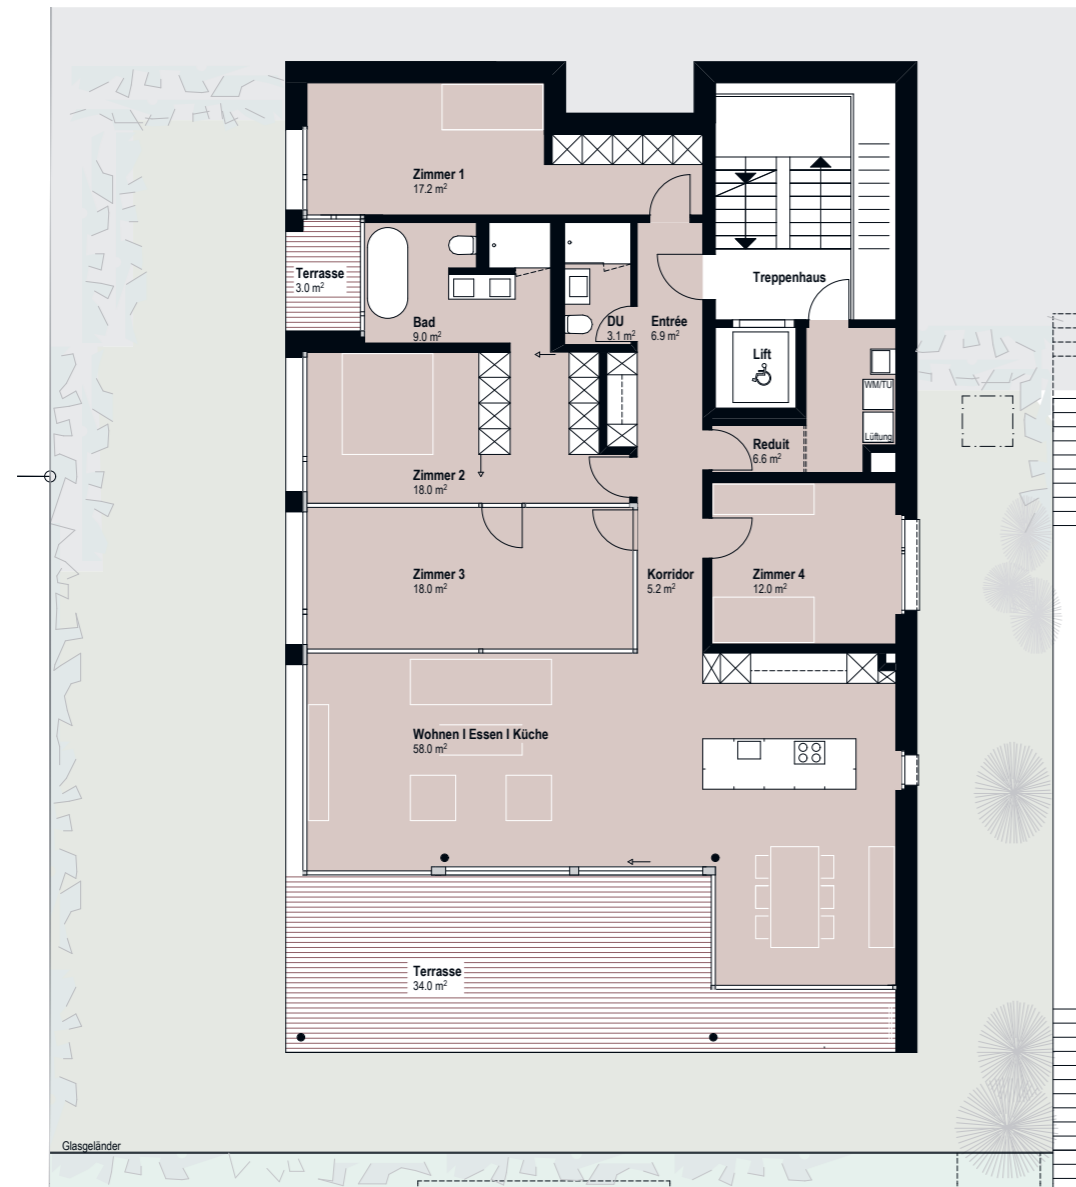 Zimmer 1
17.2 m²
Treppenhaus
Terrasse
3.0 m²
Bad
9.0 m²
DU
3.1 m²
Entrée
6.9 m²
Lift
WM/TU
Lüftung
Reduit
6.6 m²
Zimmer 2
18.0 m²
Zimmer 3
18.0 m²
Korridor
5.2 m²
Zimmer 4
12.0 m²
Wohnen I Essen I Küche
58.0 m²
Terrasse
34.0 m²
Glasgeländer